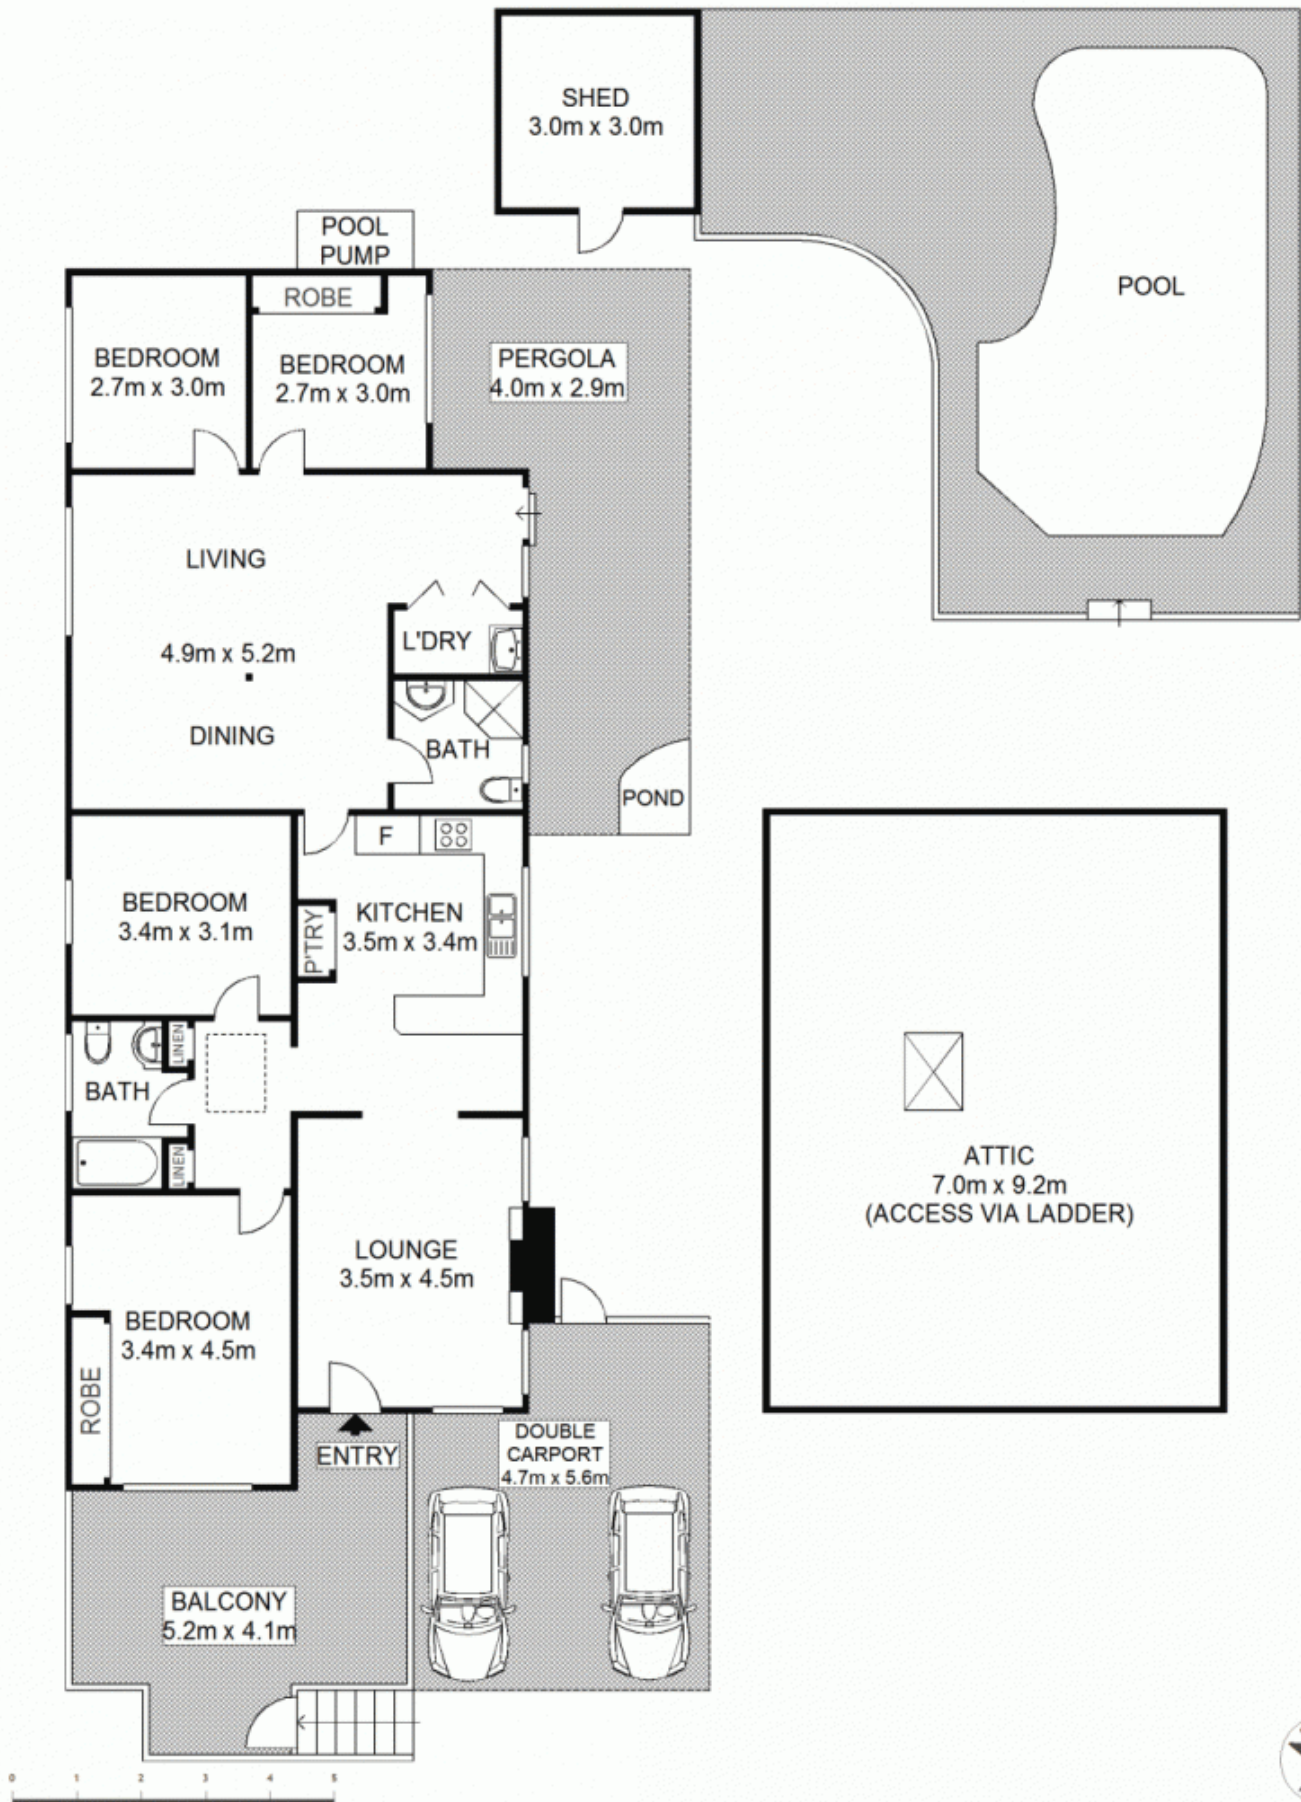 SHED
3.0m x 3.0m
POOL
PUMP
ROBE
POOL
BEDROOM
2.7m x 3.0m
BEDROOM
2.7m x 3.0m
PERGOLA
4.0m x 2.9m
LIVING
4.9m x 5.2m
L'DRY
DINING
BATH
POND
F
BEDROOM
3.4m x 3.1m
P'TRY
KITCHEN
3.5m x 3.4m
LINEN
BATH
LINEN
ATTIC
7.0m x 9.2m
(ACCESS VIA LADDER)
LOUNGE
3.5m x 4.5m
BEDROOM
3.4m x 4.5m
ROBE
ENTRY
DOUBLE
CARPORT
4.7m x 5.6m
BALCONY
5.2m x 4.1m
0 1 2 3 4 5